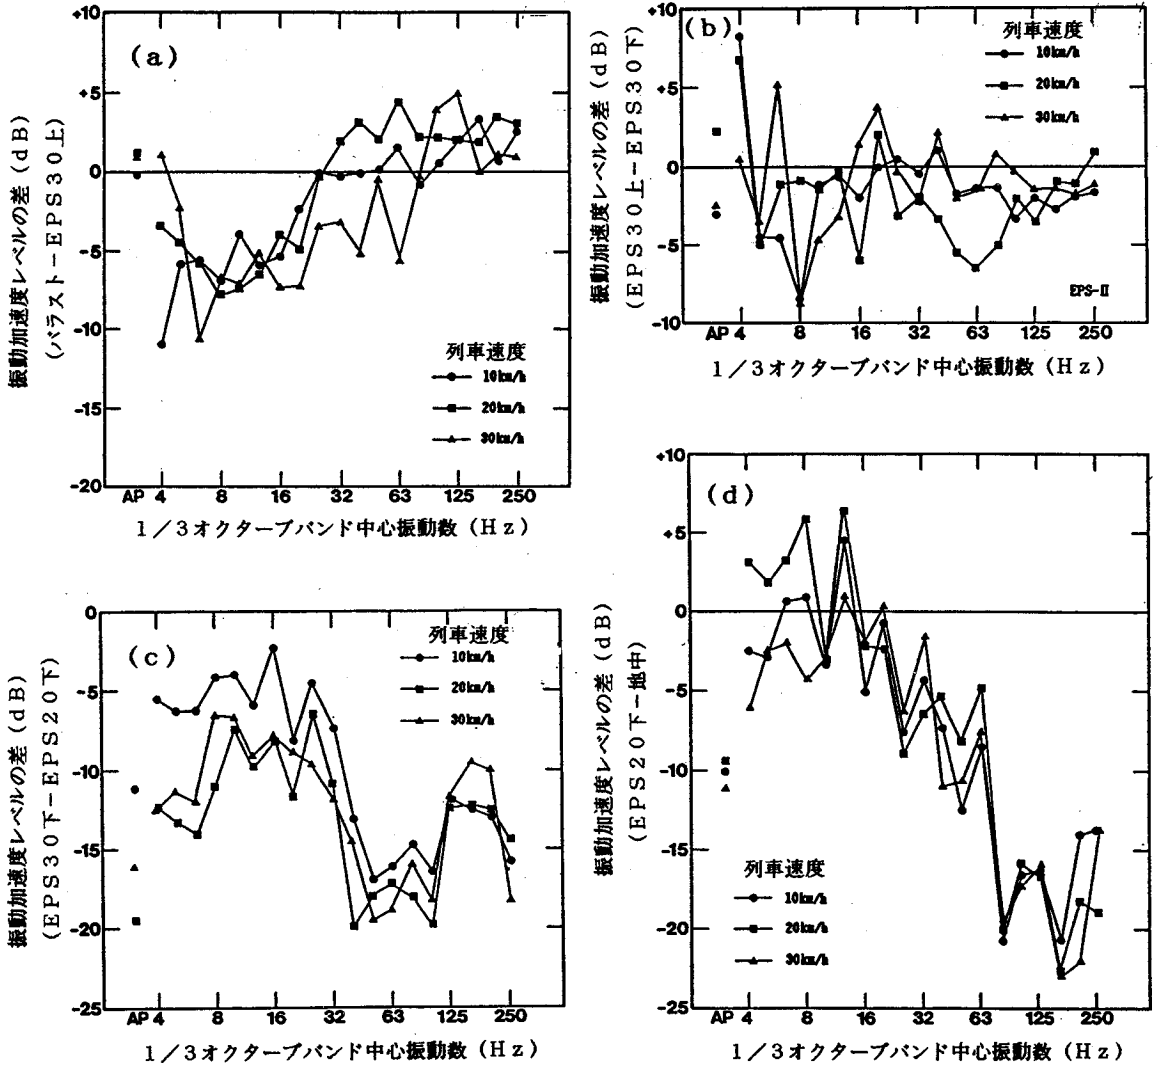 (a)
振動加速度レベルの差 (dB)
(バラスト−EPS30上)
+10
+5
0
-5
-10
-15
-20
列車速度
10km/h
20km/h
30km/h
AP 4 8 16 32 63 125 250
1/3オクターブバンド中心振動数 (Hz)
(b)
振動加速度レベルの差 (dB)
(EPS30上−EPS30下)
+10
+5
0
-5
-10
列車速度
10km/h
20km/h
30km/h
EPS-II
AP 4 8 16 32 63 125 250
1/3オクターブバンド中心振動数 (Hz)
(c)
振動加速度レベルの差 (dB)
(EPS30下−EPS20下)
0
-5
-10
-15
-20
-25
列車速度
10km/h
20km/h
30km/h
AP 4 8 16 32 63 125 250
1/3オクターブバンド中心振動数 (Hz)
(d)
振動加速度レベルの差 (dB)
(EPS20下−地中)
+10
+5
0
-5
-10
-15
-20
-25
列車速度
10km/h
20km/h
30km/h
AP 4 8 16 32 63 125 250
1/3オクターブバンド中心振動数 (Hz)